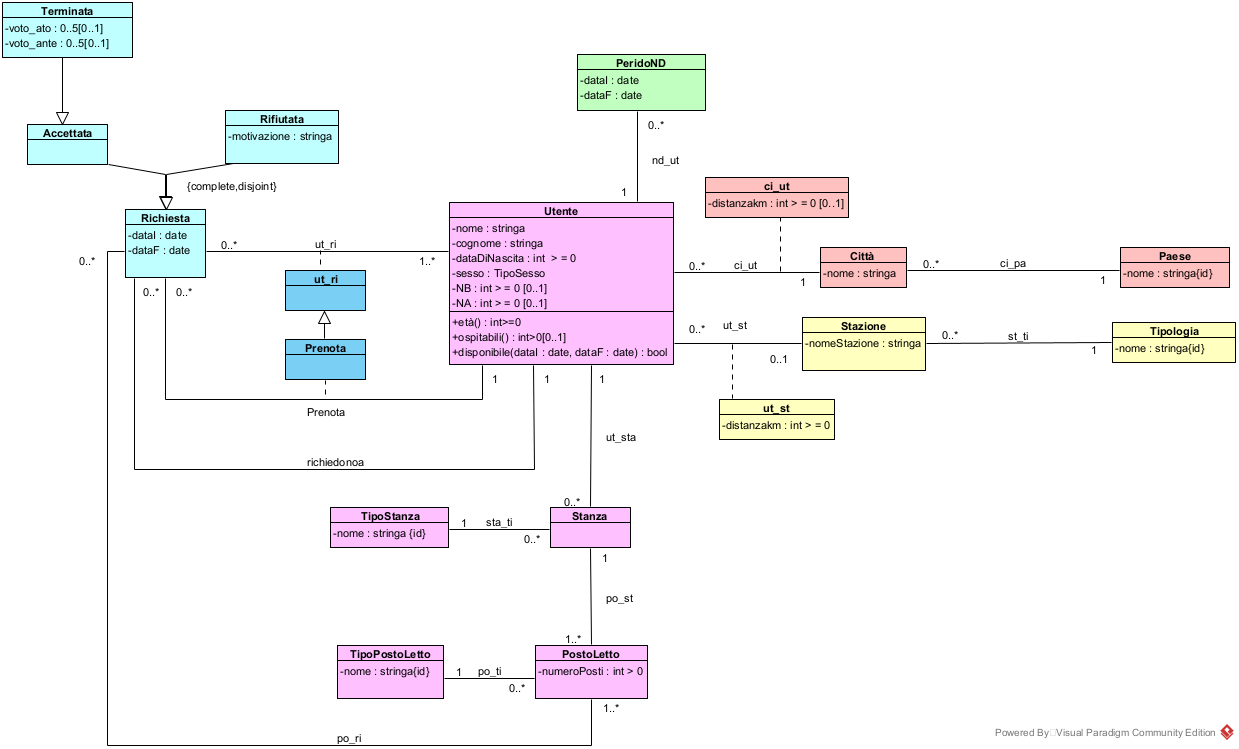 Terminata
-voto_ato : 0..5[0..1]
-voto_ante : 0..5[0..1]
PeridoND
-dataI : date
-dataF : date
0..*
nd_ut
1
Accettata
Rifiutata
-motivazione : stringa
{complete,disjoint}
Richiesta
-dataI : date
-dataF : date
0..*
ut_ri
1..*
0..*
0..*
0..*
ut_ri
Prenota
Prenota
richiedonoa
Utente
-nome : stringa
-cognome : stringa
-dataDiNascita : int > = 0
-sesso : TipoSesso
-NB : int > = 0 [0..1]
-NA : int > = 0 [0..1]
+età() : int>=0
+ospitabili() : int>0[0..1]
+disponibile(dataI : date, dataF : date) : bool
1
1
1
ci_ut
-distanzakm : int > = 0 [0..1]
0..*
ci_ut
1
Città
-nome : stringa
0..*
ci_pa
1
Paese
-nome : stringa{id}
0..*
ut_st
0..1
Stazione
-nomeStazione : stringa
0..*
st_ti
1
Tipologia
-nome : stringa{id}
ut_st
-distanzakm : int > = 0
ut_sta
0..*
TipoStanza
-nome : stringa {id}
1
sta_ti
0..*
Stanza
1
po_st
1..*
TipoPostoLetto
-nome : stringa{id}
1
po_ti
0..*
PostoLetto
-numeroPosti : int > 0
1..*
po_ri
Powered By Visual Paradigm Community Edition